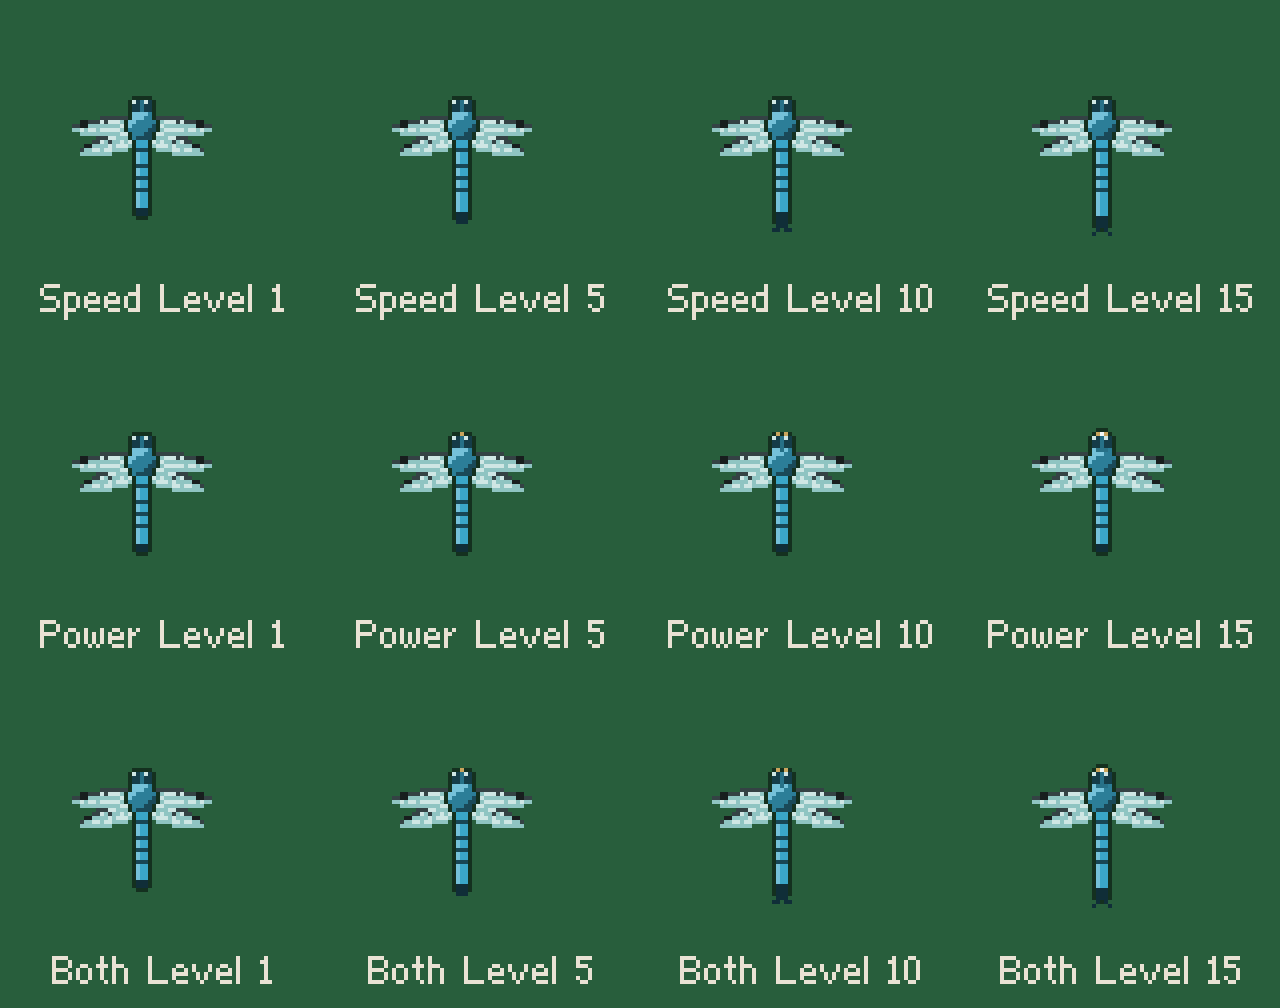 Speed Level 1
Speed Level 5
Speed Level 10
Speed Level 15
Power Level 1
Power Level 5
Power Level 10
Power Level 15
Both Level 1
Both Level 5
Both Level 10
Both Level 15